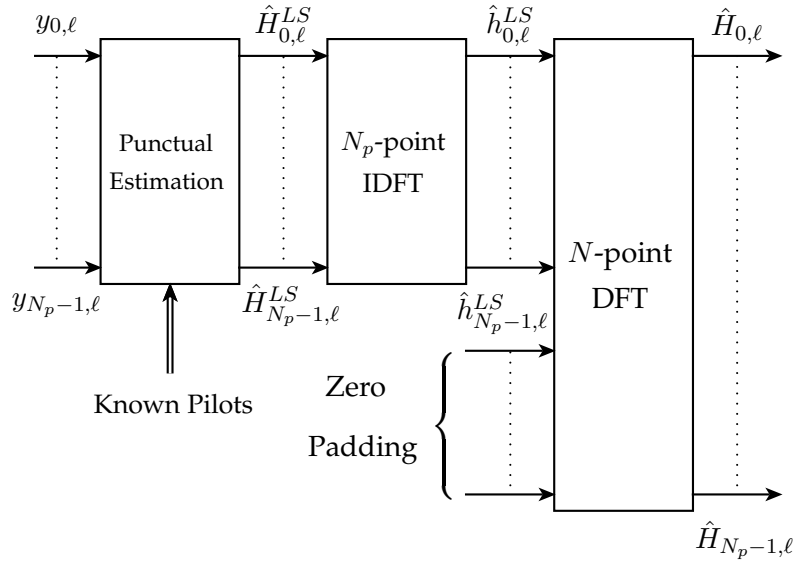 y_{0,ℓ}
Ĥ^{LS}_{0,ℓ}
ĥ^{LS}_{0,ℓ}
Ĥ_{0,ℓ}
Punctual
Estimation
N_p-point
IDFT
N-point
DFT
y_{N_p−1,ℓ}
Ĥ^{LS}_{N_p−1,ℓ}
ĥ^{LS}_{N_p−1,ℓ}
Known Pilots
Zero
Padding
Ĥ_{N_p−1,ℓ}